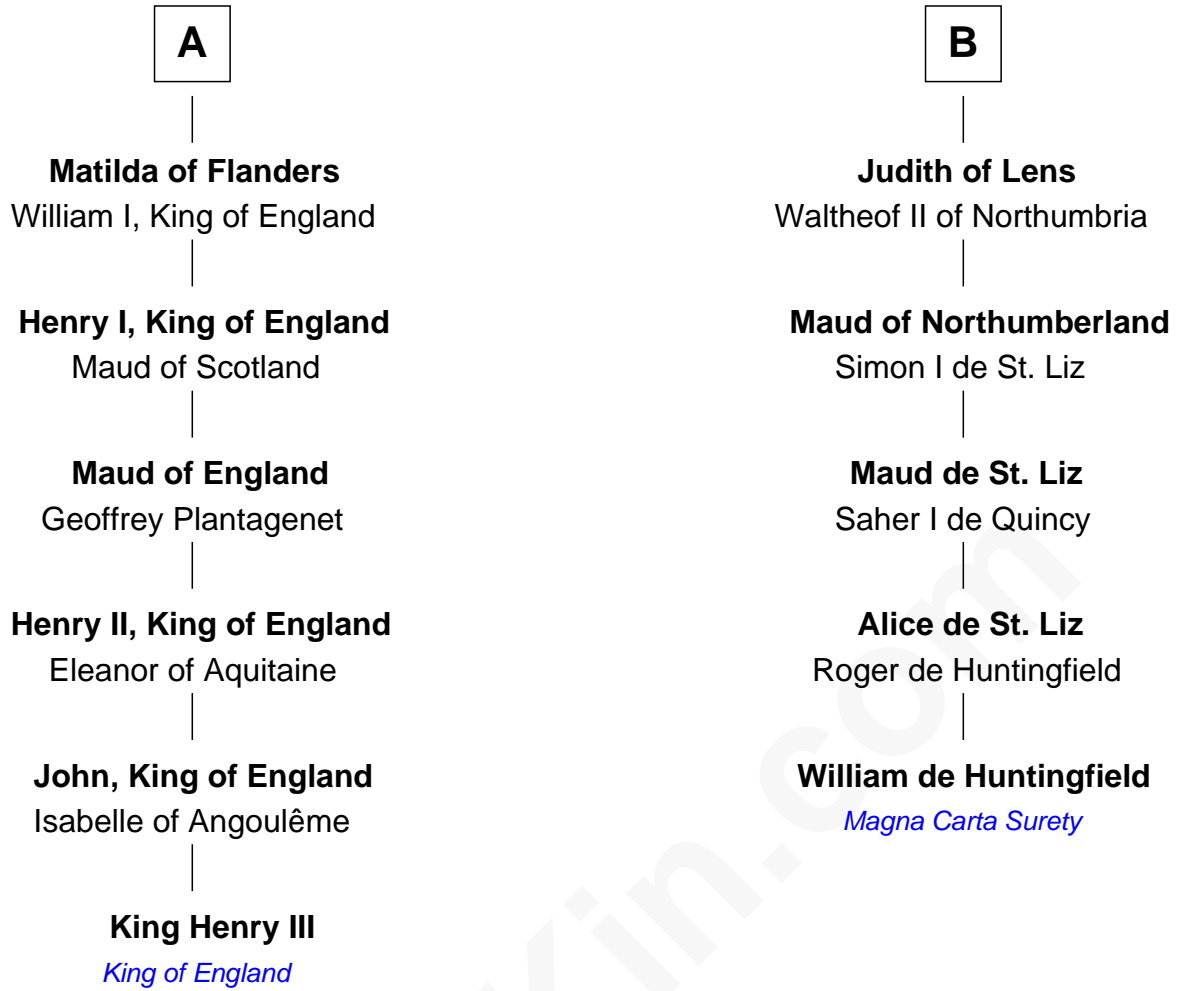 A
Matilda of Flanders
William I, King of England
Henry I, King of England
Maud of Scotland
Maud of England
Geoffrey Plantagenet
Henry II, King of England
Eleanor of Aquitaine
John, King of England
Isabelle of Angoulême
King Henry III
King of England
B
Judith of Lens
Waltheof II of Northumbria
Maud of Northumberland
Simon I de St. Liz
Maud de St. Liz
Saher I de Quincy
Alice de St. Liz
Roger de Huntingfield
William de Huntingfield
Magna Carta Surety
Kin.com